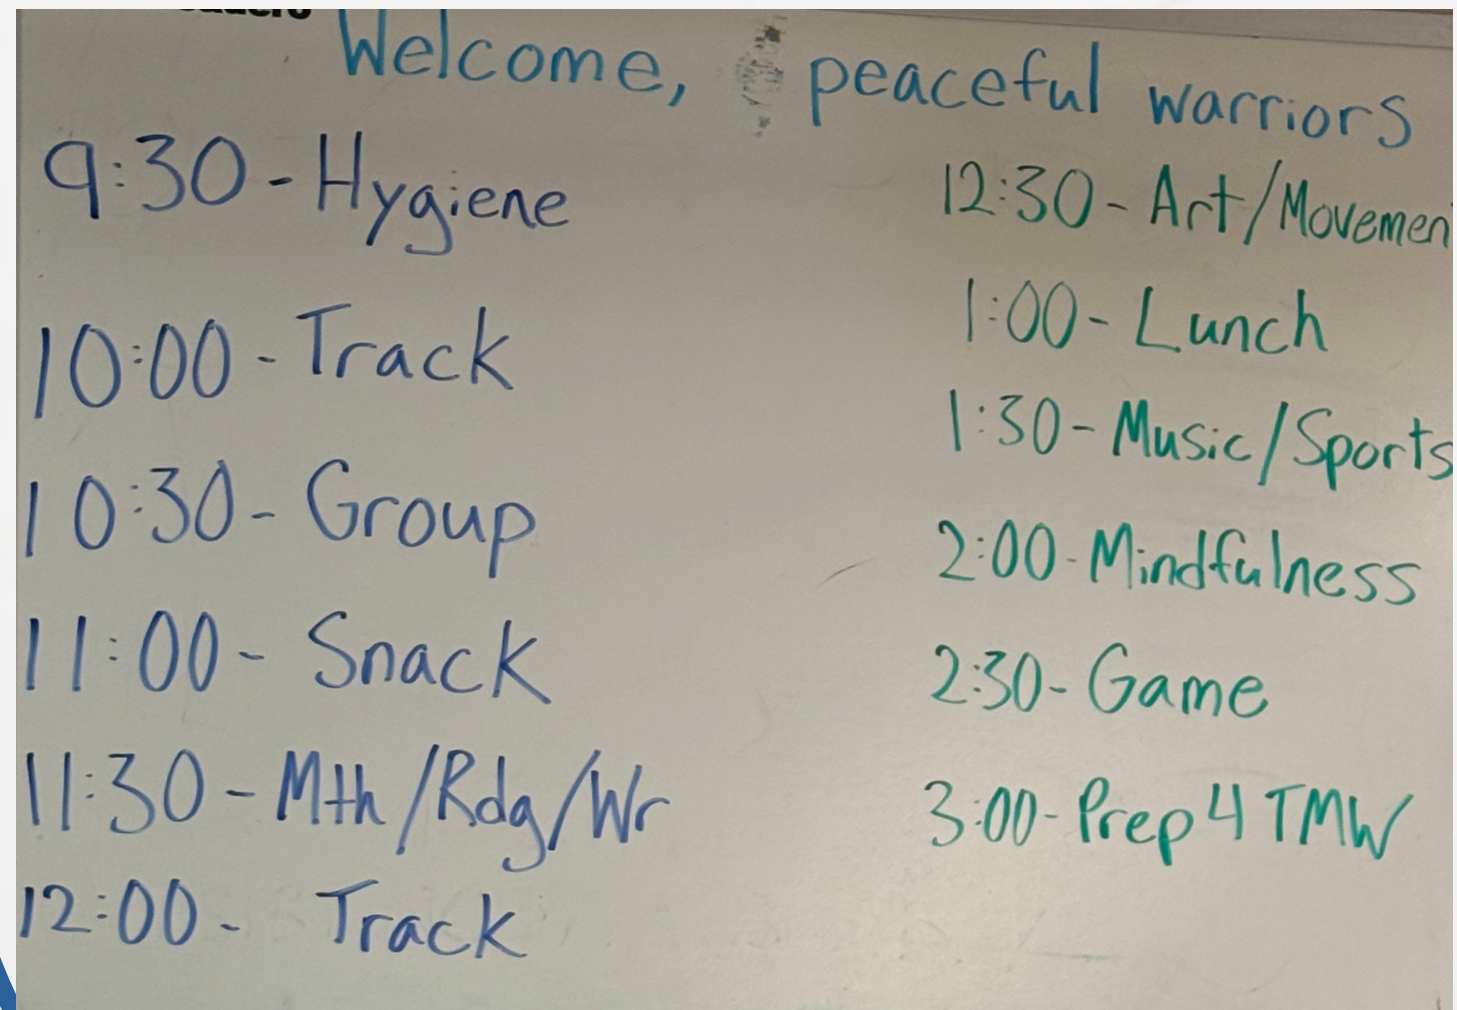 Welcome, peaceful warriors
9:30 - Hygiene
10:00 - Track
10:30 - Group
11:00 - Snack
11:30 - Mth/Rdg/Wr
12:00 - Track
12:30 - Art/Movemen
1:00 - Lunch
1:30 - Music/Sports
2:00 - Mindfulness
2:30 - Game
3:00 - Prep 4 TMW